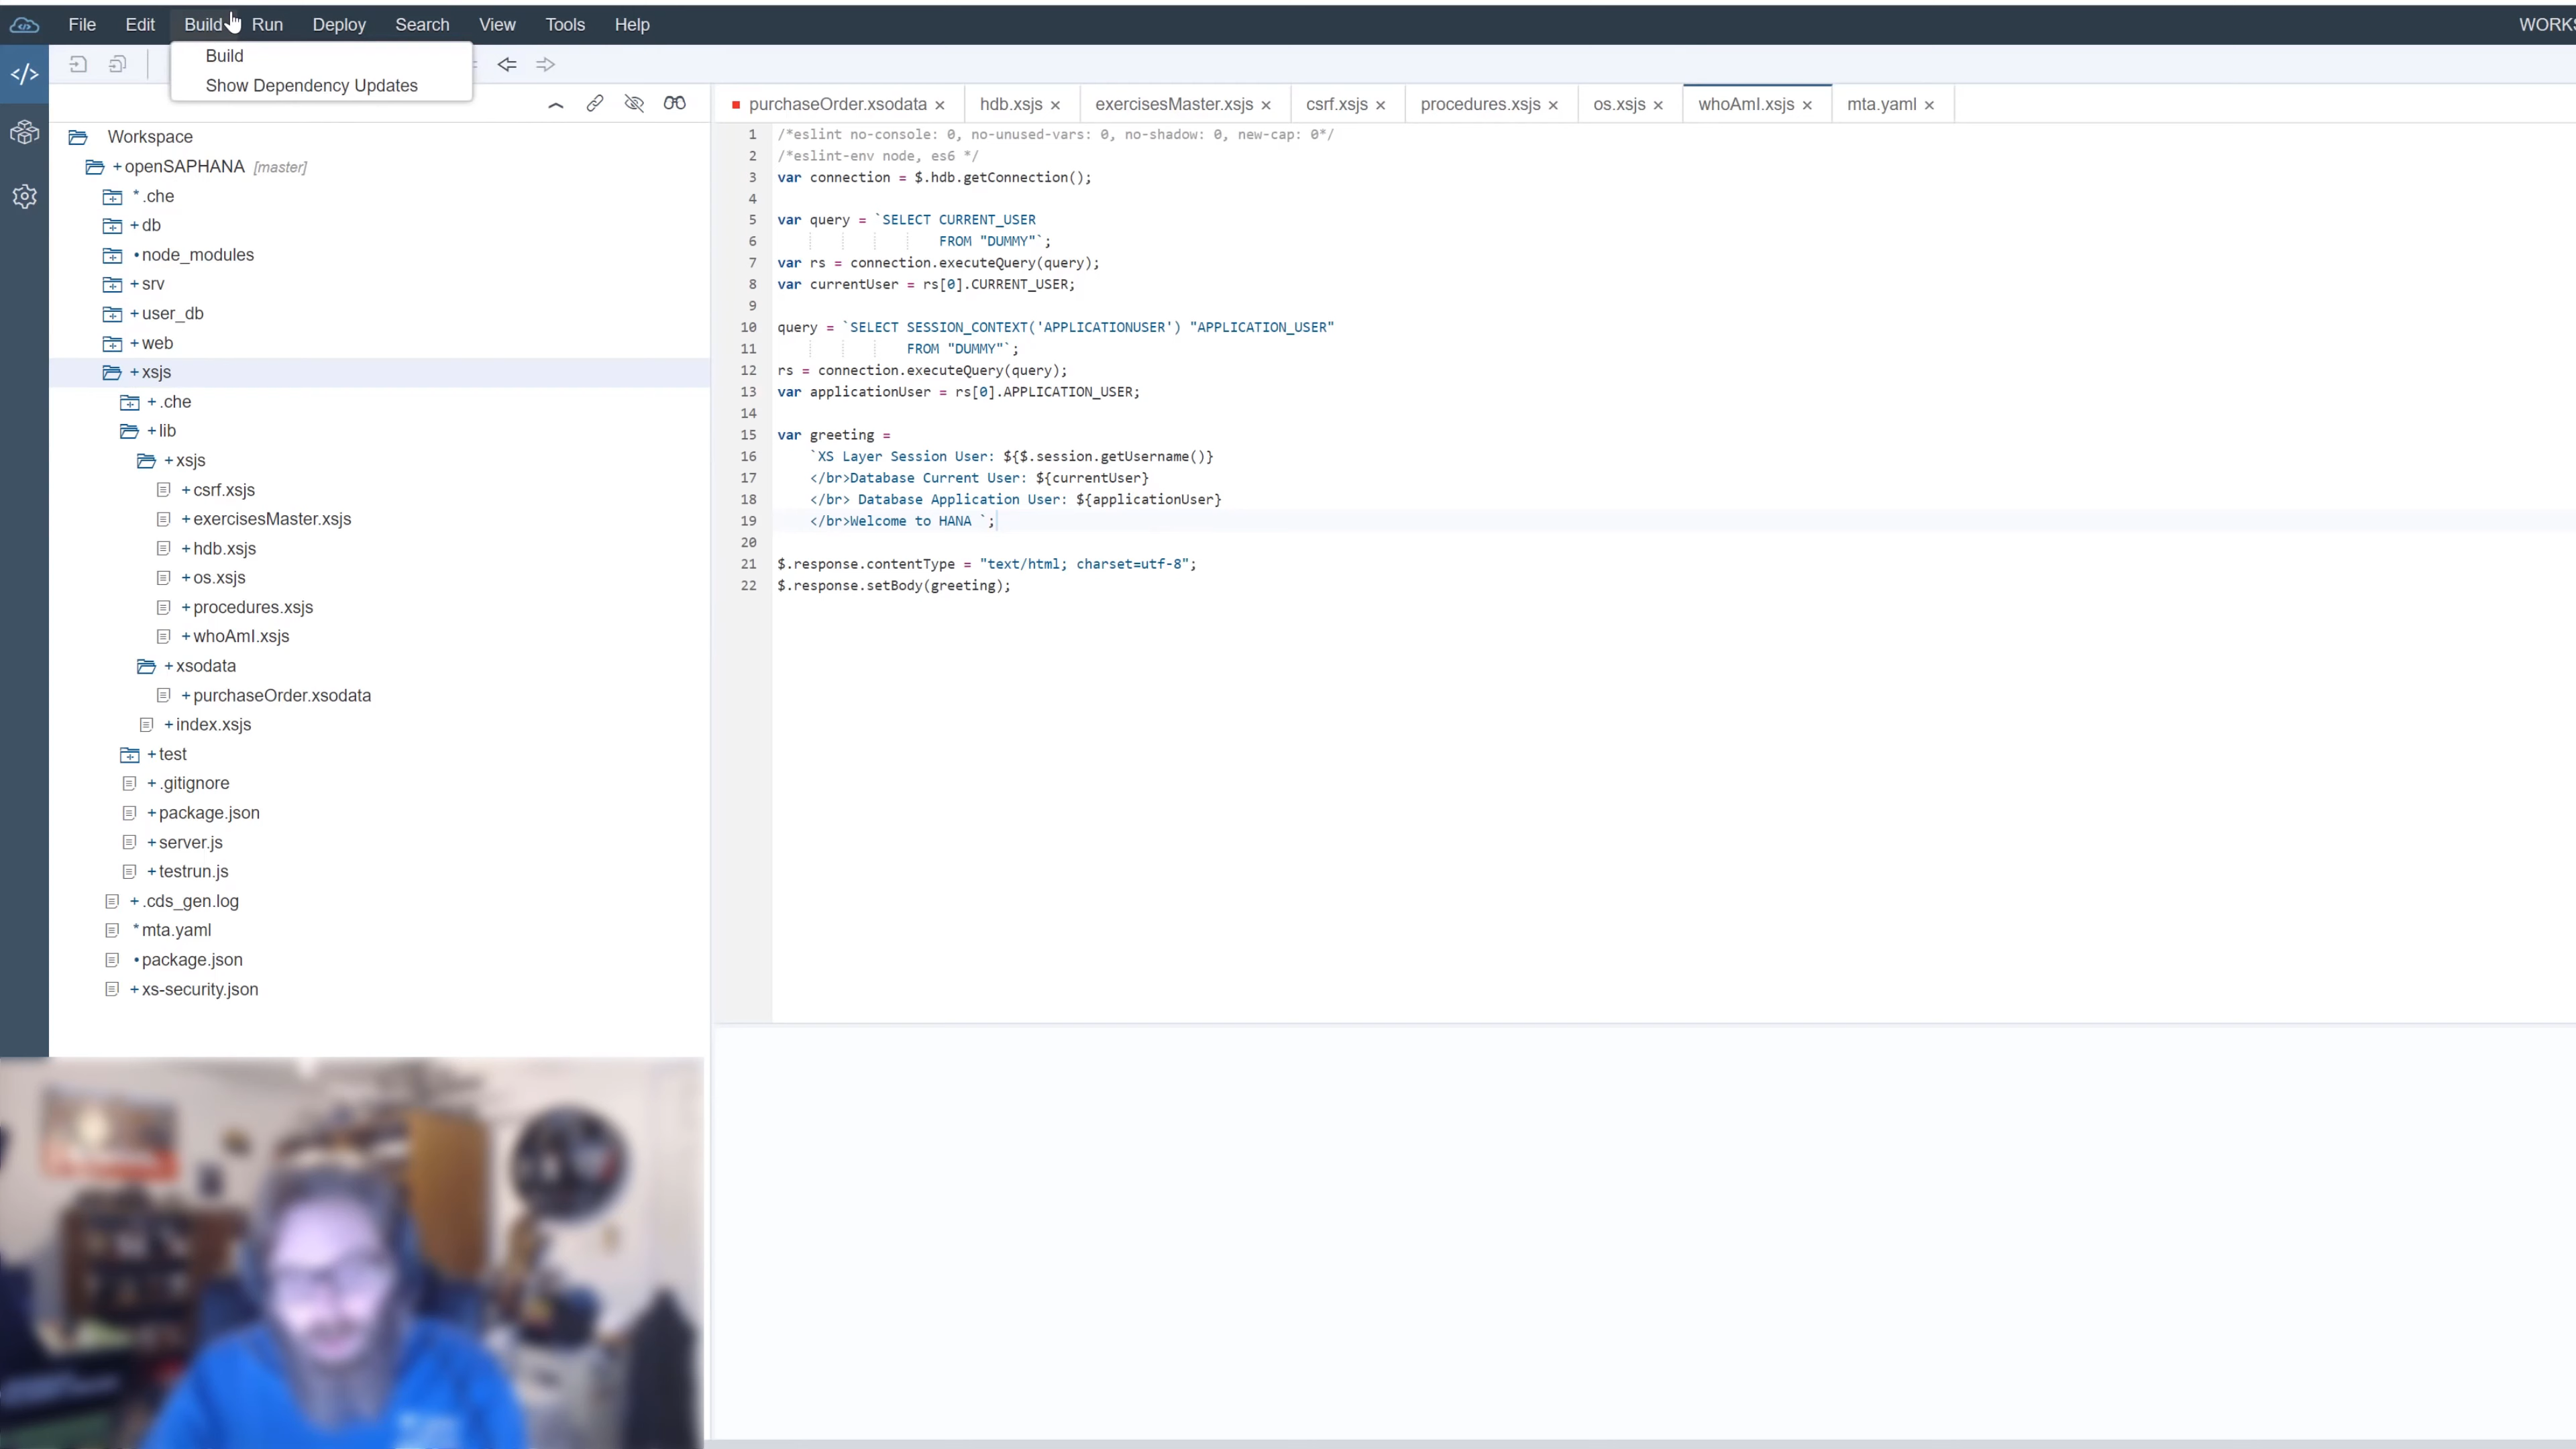 File Edit Build Run Deploy Search View Tools Help
Build
Show Dependency Updates
Workspace
+ openSAPHANA [master]
* .che
+ db
• node_modules
+ srv
+ user_db
+ web
+ xsjs
+ .che
+ lib
+ xsjs
+ csrf.xsjs
+ exercisesMaster.xsjs
+ hdb.xsjs
+ os.xsjs
+ procedures.xsjs
+ whoAmI.xsjs
+ xsodata
+ purchaseOrder.xsodata
+ index.xsjs
+ test
+ .gitignore
+ package.json
+ server.js
+ testrun.js
+ .cds_gen.log
* mta.yaml
• package.json
+ xs-security.json
purchaseOrder.xsodata × hdb.xsjs × exercisesMaster.xsjs × csrf.xsjs × procedures.xsjs × os.xsjs × whoAmI.xsjs × mta.yaml ×
1 /*eslint no-console: 0, no-unused-vars: 0, no-shadow: 0, new-cap: 0*/
2 /*eslint-env node, es6 */
3 var connection = $.hdb.getConnection();
4
5 var query = `SELECT CURRENT_USER
6 FROM "DUMMY"`;
7 var rs = connection.executeQuery(query);
8 var currentUser = rs[0].CURRENT_USER;
9
10 query = `SELECT SESSION_CONTEXT('APPLICATIONUSER') "APPLICATION_USER"
11 FROM "DUMMY"`;
12 rs = connection.executeQuery(query);
13 var applicationUser = rs[0].APPLICATION_USER;
14
15 var greeting =
16 `XS Layer Session User: ${$.session.getUsername()}
17 </br>Database Current User: ${currentUser}
18 </br> Database Application User: ${applicationUser}
19 </br>Welcome to HANA `;
20
21 $.response.contentType = "text/html; charset=utf-8";
22 $.response.setBody(greeting);